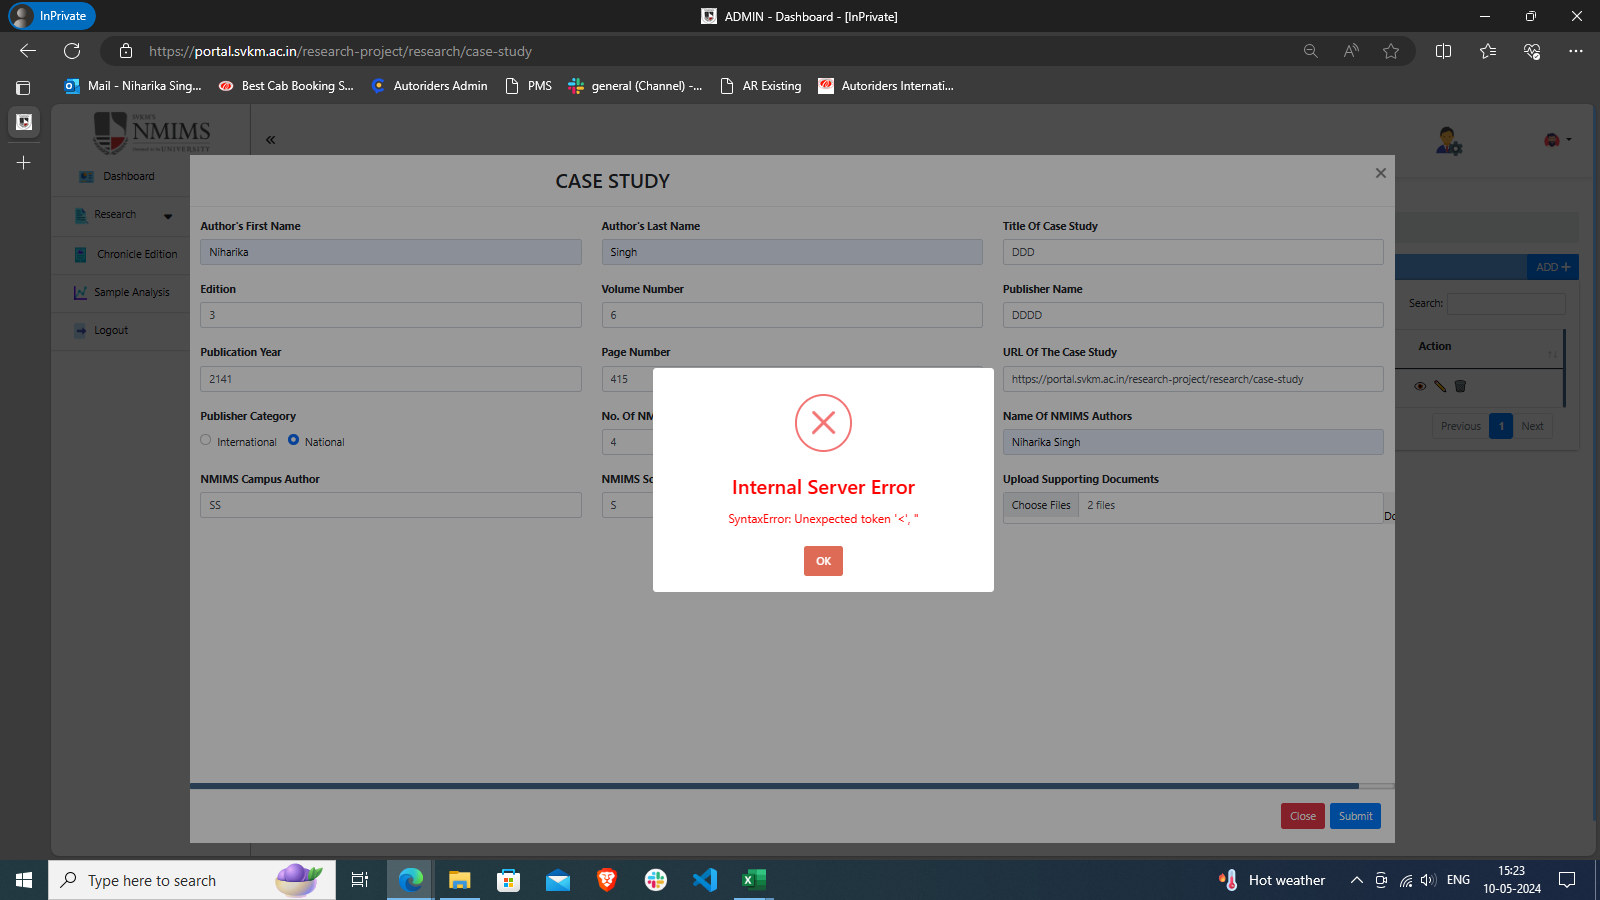 InPrivate
ADMIN - Dashboard - [InPrivate]
https://portal.svkm.ac.in/research-project/research/case-study
Mail - Niharika Sing...
Best Cab Booking S...
Autoriders Admin
PMS
general (Channel) -...
AR Existing
Autoriders Internati...
SVKM'S
NMIMS
UNIVERSITY
«
Dashboard
Research
Chronicle Edition
Sample Analysis
Logout
CASE STUDY
×
Author's First Name
Author's Last Name
Title Of Case Study
Niharika
Singh
DDD
Edition
Volume Number
Publisher Name
3
6
DDDD
Publication Year
Page Number
URL Of The Case Study
2141
415
https://portal.svkm.ac.in/research-project/research/case-study
Publisher Category
No. Of NM
Name Of NMIMS Authors
International
National
4
Niharika Singh
NMIMS Campus Author
NMIMS Sc
Upload Supporting Documents
SS
S
Choose Files
2 files
Do
Internal Server Error
SyntaxError: Unexpected token '<', "
OK
Close
Submit
ADD +
Search:
Action
Previous
1
Next
Type here to search
Hot weather
ENG
15:23
10-05-2024